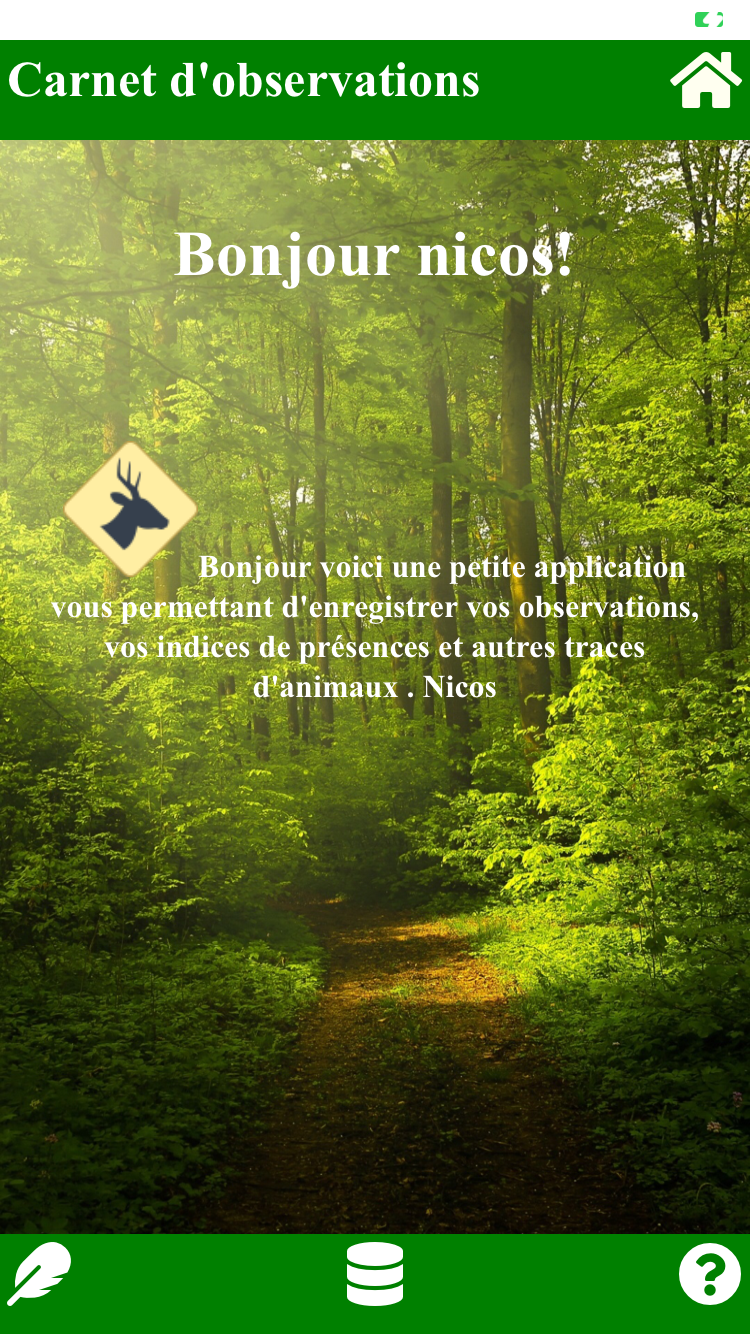 Carnet d'observations
Bonjour nicos!
Bonjour voici une petite application
vous permettant d'enregistrer vos observations,
vos indices de présences et autres traces
d'animaux . Nicos